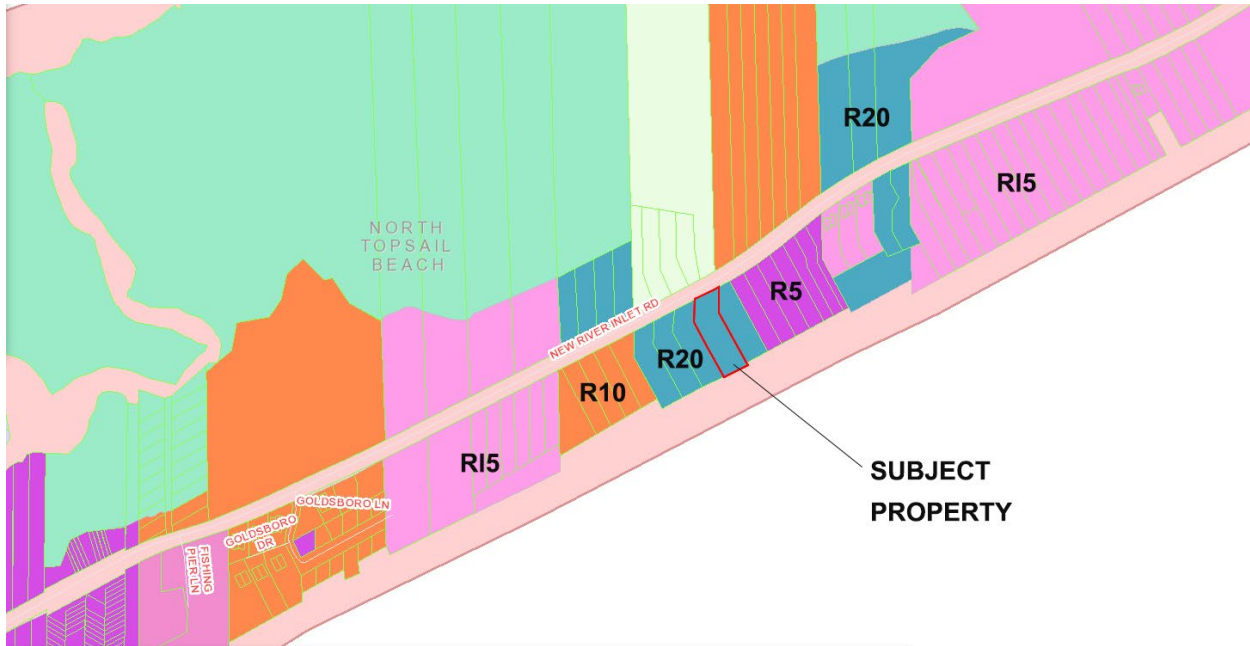 R20
RI5
NORTH
TOPSAIL
BEACH
R5
NEW RIVER INLET RD
R20
R10
RI5
SUBJECT
PROPERTY
GOLDSBORO LN
GOLDSBORO
DR
FISHING
PIER LN